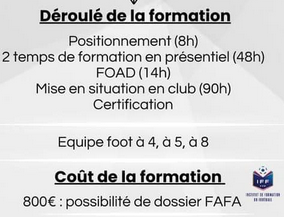 Déroulé de la formation
Positionnement (8h)
2 temps de formation en présentiel (48h)
FOAD (14h)
Mise en situation en club (90h)
Certification
Equipe foot à 4, à 5, à 8
Coût de la formation
800€ : possibilité de dossier FAFA
IFF
INSTITUT DE FORMATION